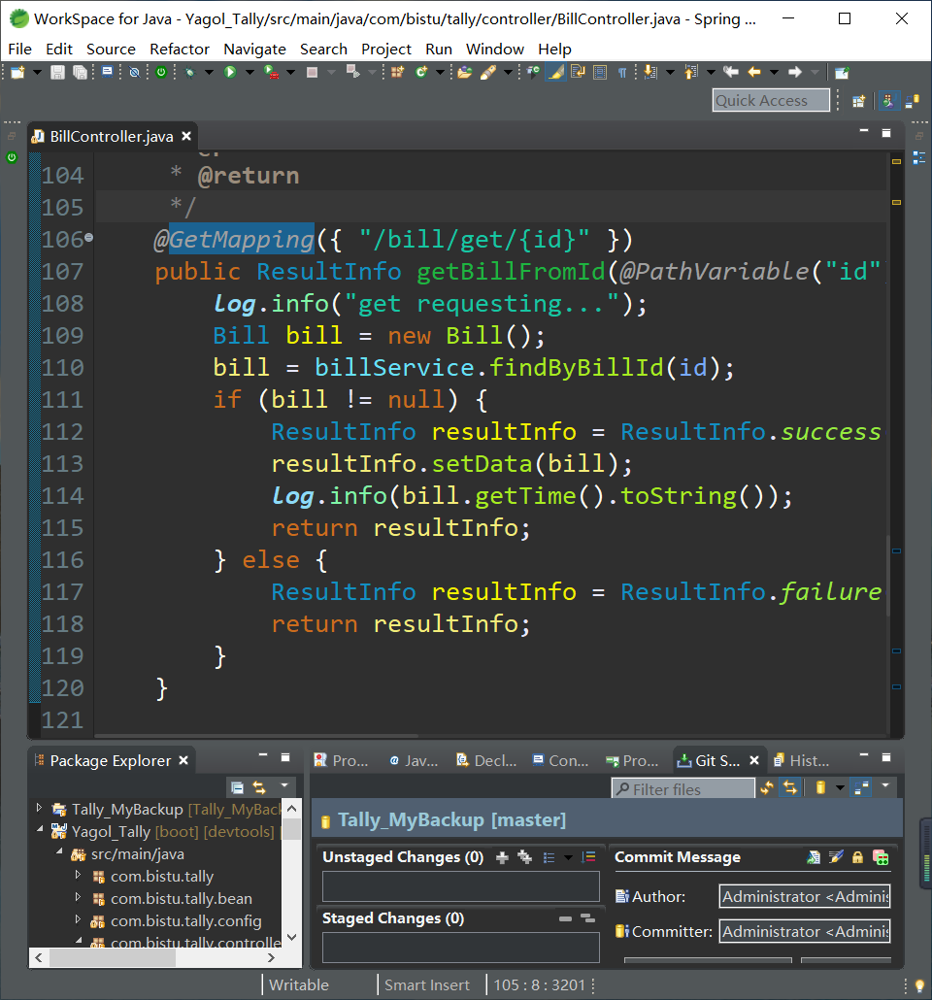 WorkSpace for Java - Yagol_Tally/src/main/java/com/bistu/tally/controller/BillController.java - Spring ...
File Edit Source Refactor Navigate Search Project Run Window Help
Quick Access
BillController.java
104 * @return
105 */
106 @GetMapping({ "/bill/get/{id}" })
107 public ResultInfo getBillFromId(@PathVariable("id"
108 log.info("get requesting...");
109 Bill bill = new Bill();
110 bill = billService.findByBillId(id);
111 if (bill != null) {
112 ResultInfo resultInfo = ResultInfo.success
113 resultInfo.setData(bill);
114 log.info(bill.getTime().toString());
115 return resultInfo;
116 } else {
117 ResultInfo resultInfo = ResultInfo.failure
118 return resultInfo;
119 }
120 }
121
Package Explorer
Tally_MyBackup [Tally_MyBack
Yagol_Tally [boot] [devtools] [
src/main/java
com.bistu.tally
com.bistu.tally.bean
com.bistu.tally.config
com.bistu.tally.controlle
Pro... @ Jav... Decl... Con... Pro... Git S... Hist...
Filter files
Tally_MyBackup [master]
Unstaged Changes (0)
Staged Changes (0)
Commit Message
Author: Administrator <Adminis
Committer: Administrator <Adminis
Writable Smart Insert 105 : 8 : 3201